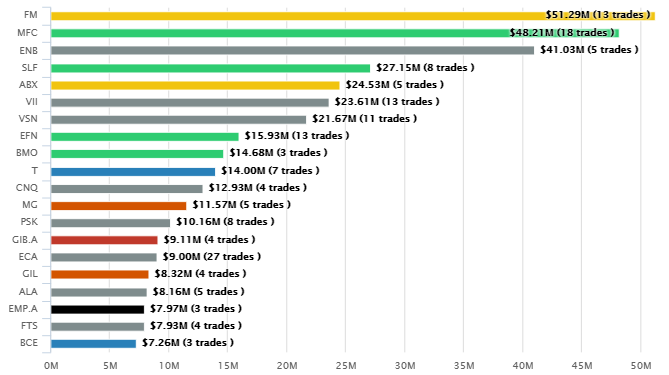 FM $51.29M (13 trades )
MFC $48.21M (18 trades )
ENB $41.03M (5 trades )
SLF $27.15M (8 trades )
ABX $24.53M (5 trades )
VII $23.61M (13 trades )
VSN $21.67M (11 trades )
EFN $15.93M (13 trades )
BMO $14.68M (3 trades )
T $14.00M (7 trades )
CNQ $12.93M (4 trades )
MG $11.57M (5 trades )
PSK $10.16M (8 trades )
GIB.A $9.11M (4 trades )
ECA $9.00M (27 trades )
GIL $8.32M (4 trades )
ALA $8.16M (5 trades )
EMP.A $7.97M (3 trades )
FTS $7.93M (4 trades )
BCE $7.26M (3 trades )
0M 5M 10M 15M 20M 25M 30M 35M 40M 45M 50M